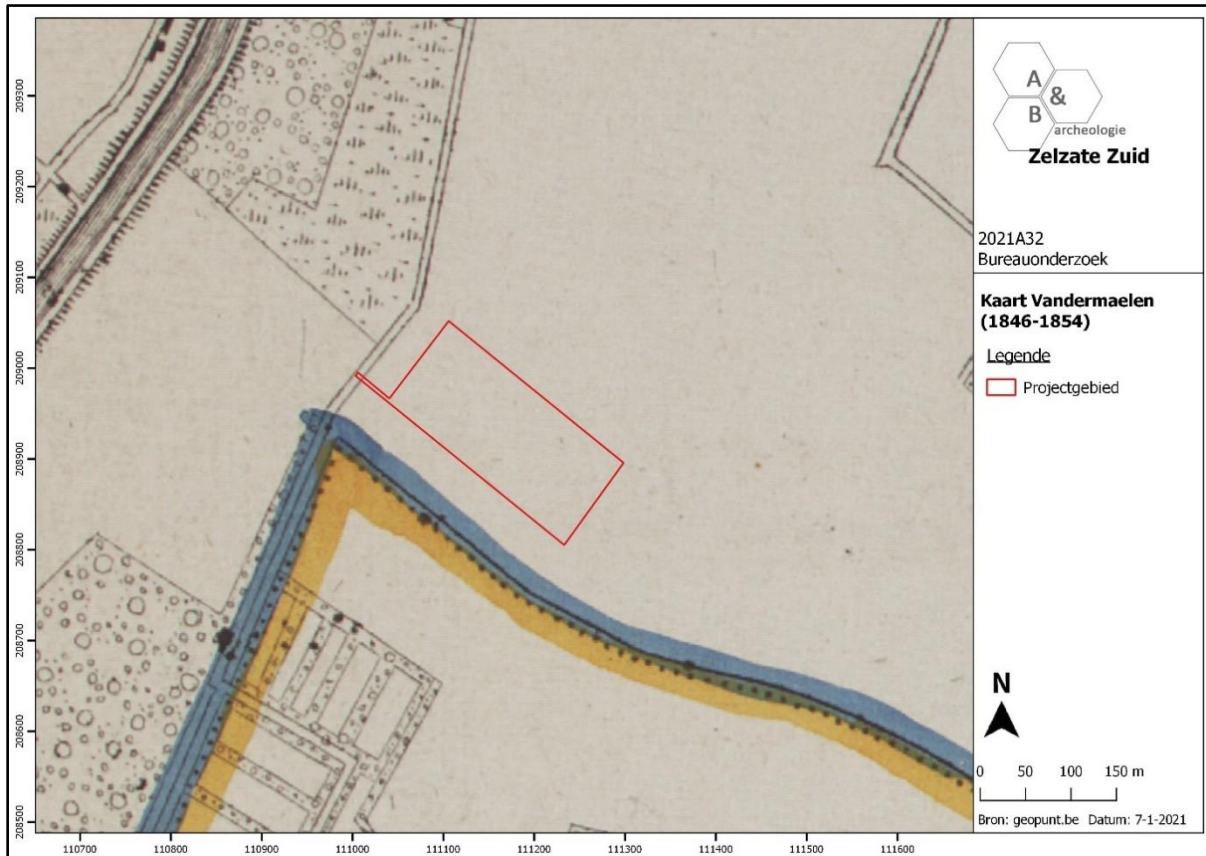 A
&
B
archeologie
Zelzate Zuid
2021A32
Bureauonderzoek
Kaart Vandermaelen
(1846-1854)
Legende
Projectgebied
N
0 50 100 150 m
Bron: geopunt.be Datum: 7-1-2021
209300
209200
209100
209000
208900
208800
208700
208600
208500
110700 110800 110900 111000 111100 111200 111300 111400 111500 111600